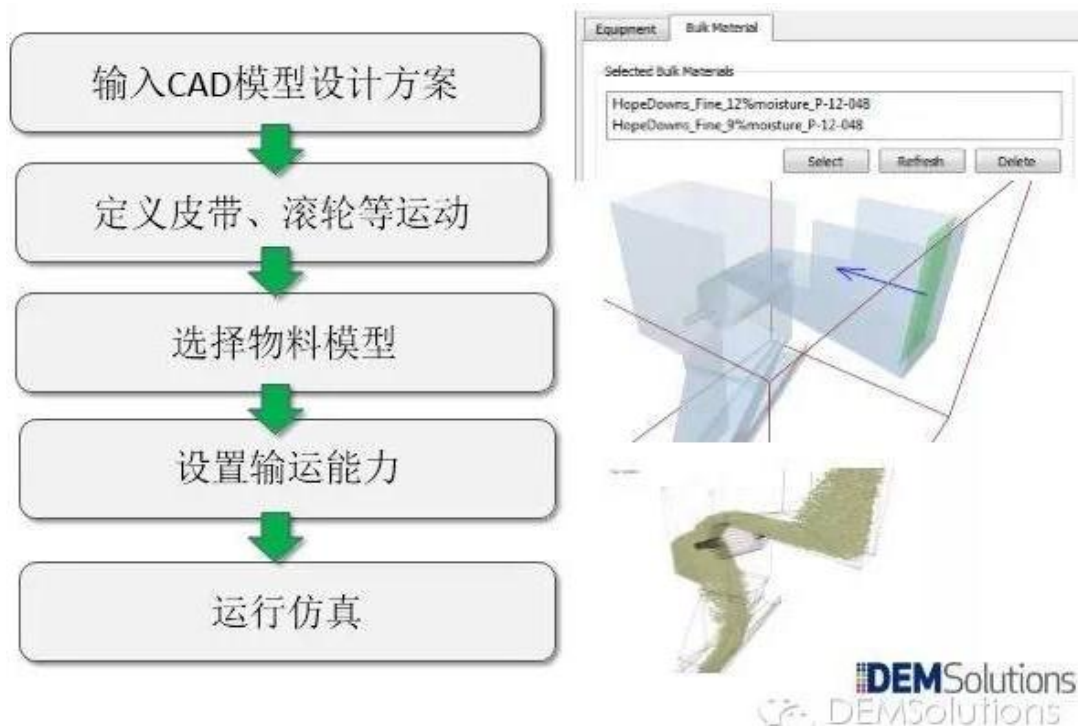 输入CAD模型设计方案
定义皮带、滚轮等运动
选择物料模型
设置输运能力
运行仿真
Equipment
Bulk Material
Selected Bulk Materials
HopeDowns_Fine_12%moisture_P-12-048
HopeDowns_Fine_9%moisture_P-12-048
Select
Refresh
Delete
DEMSolutions
DEMSolutions